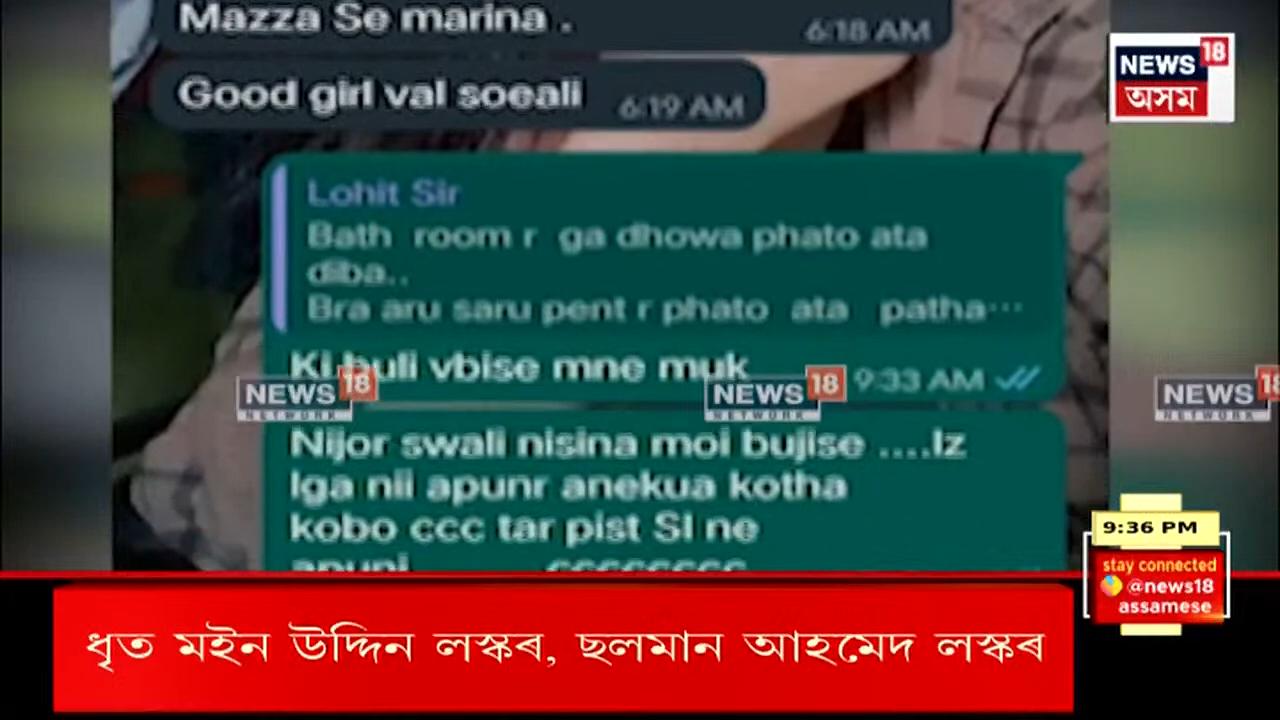 Mazza Se marina .
6:18 AM
Good girl val soeali
6:19 AM
NEWS 18
অসম
Lohit Sir
Bath room r ga dhowa phato ata
diba..
Bra aru saru pent r phato ata patha...
Ki buli vbise mne muk
9:33 AM
NEWS 18
NETWORK
NEWS 18
NETWORK
NEWS 18
NETWORK
Nijor swali nisina moi bujise ....lz
lga nii apunr anekua kotha
kobo ccc tar pist SI ne
apuni cccccccc
9:36 PM
stay connected
@news18
assamese
ধৃত মইন উদ্দিন লস্কৰ, ছলমান আহমেদ লস্কৰ